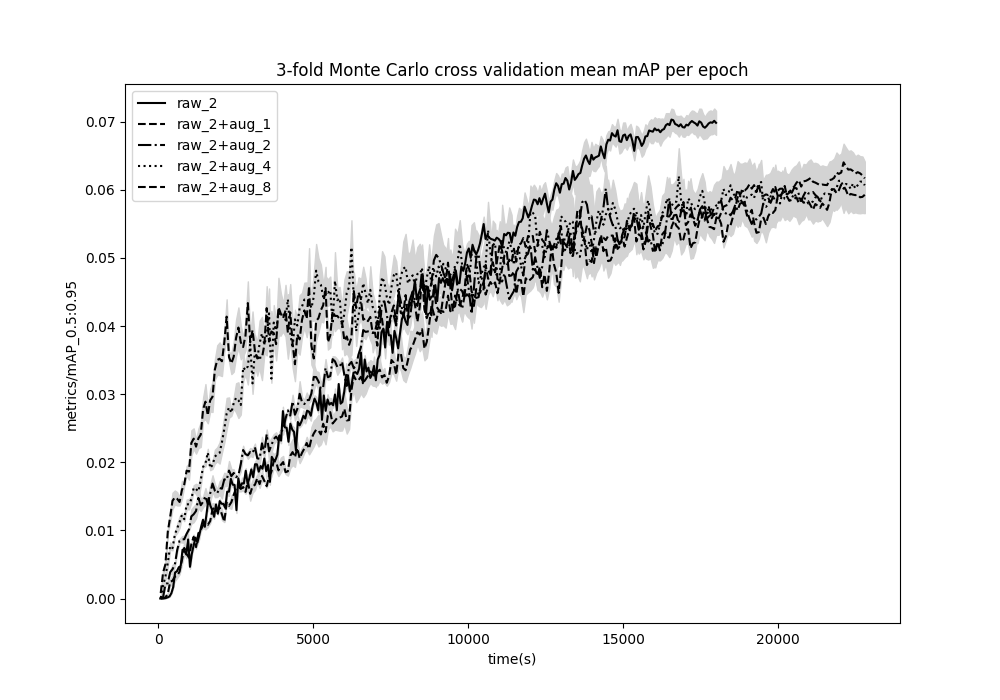 3-fold Monte Carlo cross validation mean mAP per epoch
raw_2
raw_2+aug_1
raw_2+aug_2
raw_2+aug_4
raw_2+aug_8
metrics/mAP_0.5:0.95
0.07
0.06
0.05
0.04
0.03
0.02
0.01
0.00
0
5000
10000
15000
20000
time(s)